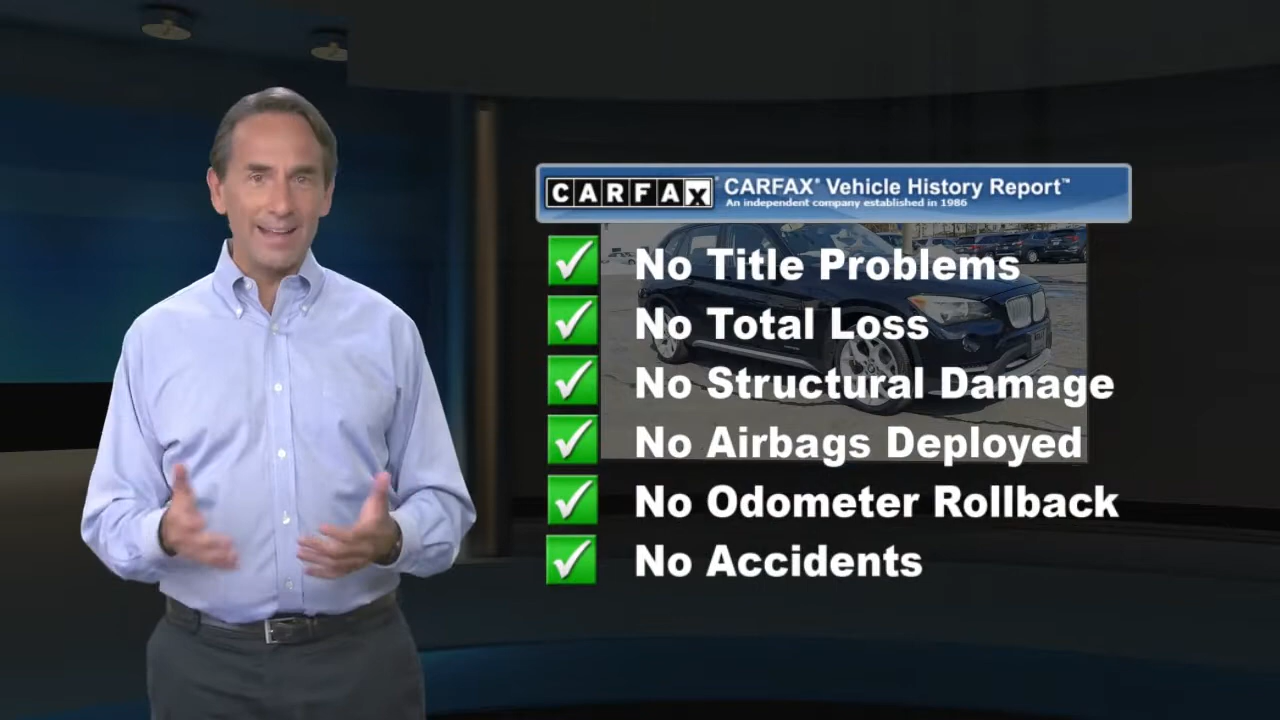 CARFAX
CARFAX® Vehicle History Report™
An independent company established in 1986
No Title Problems
No Total Loss
No Structural Damage
No Airbags Deployed
No Odometer Rollback
No Accidents